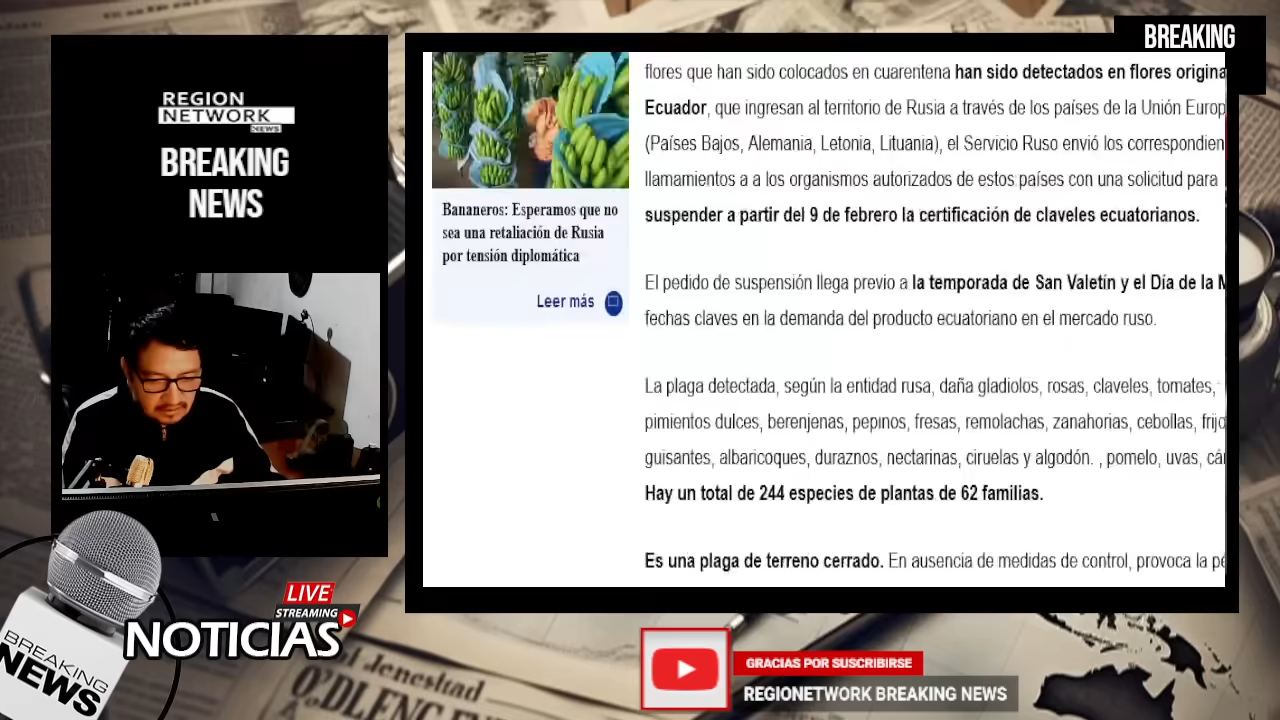 BREAKING
REGION
NETWORK
NEWS
BREAKING
NEWS
Bananeros: Esperamos que no
sea una retaliación de Rusia
por tensión diplomática
Leer más
flores que han sido colocados en cuarentena han sido detectados en flores origina
Ecuador, que ingresan al territorio de Rusia a través de los países de la Unión Europ
(Países Bajos, Alemania, Letonia, Lituania), el Servicio Ruso envió los correspondien
llamamientos a a los organismos autorizados de estos países con una solicitud para
suspender a partir del 9 de febrero la certificación de claveles ecuatorianos.
El pedido de suspensión llega previo a la temporada de San Valetín y el Día de la M
fechas claves en la demanda del producto ecuatoriano en el mercado ruso.
La plaga detectada, según la entidad rusa, daña gladiolos, rosas, claveles, tomates,
pimientos dulces, berenjenas, pepinos, fresas, remolachas, zanahorias, cebollas, frijo
guisantes, albaricoques, duraznos, nectarinas, ciruelas y algodón. , pomelo, uvas, cá
Hay un total de 244 especies de plantas de 62 familias.
Es una plaga de terreno cerrado. En ausencia de medidas de control, provoca la pé
LIVE
STREAMING
NOTICIAS
BREAKING
NEWS
GRACIAS POR SUSCRIBIRSE
REGIONETWORK BREAKING NEWS